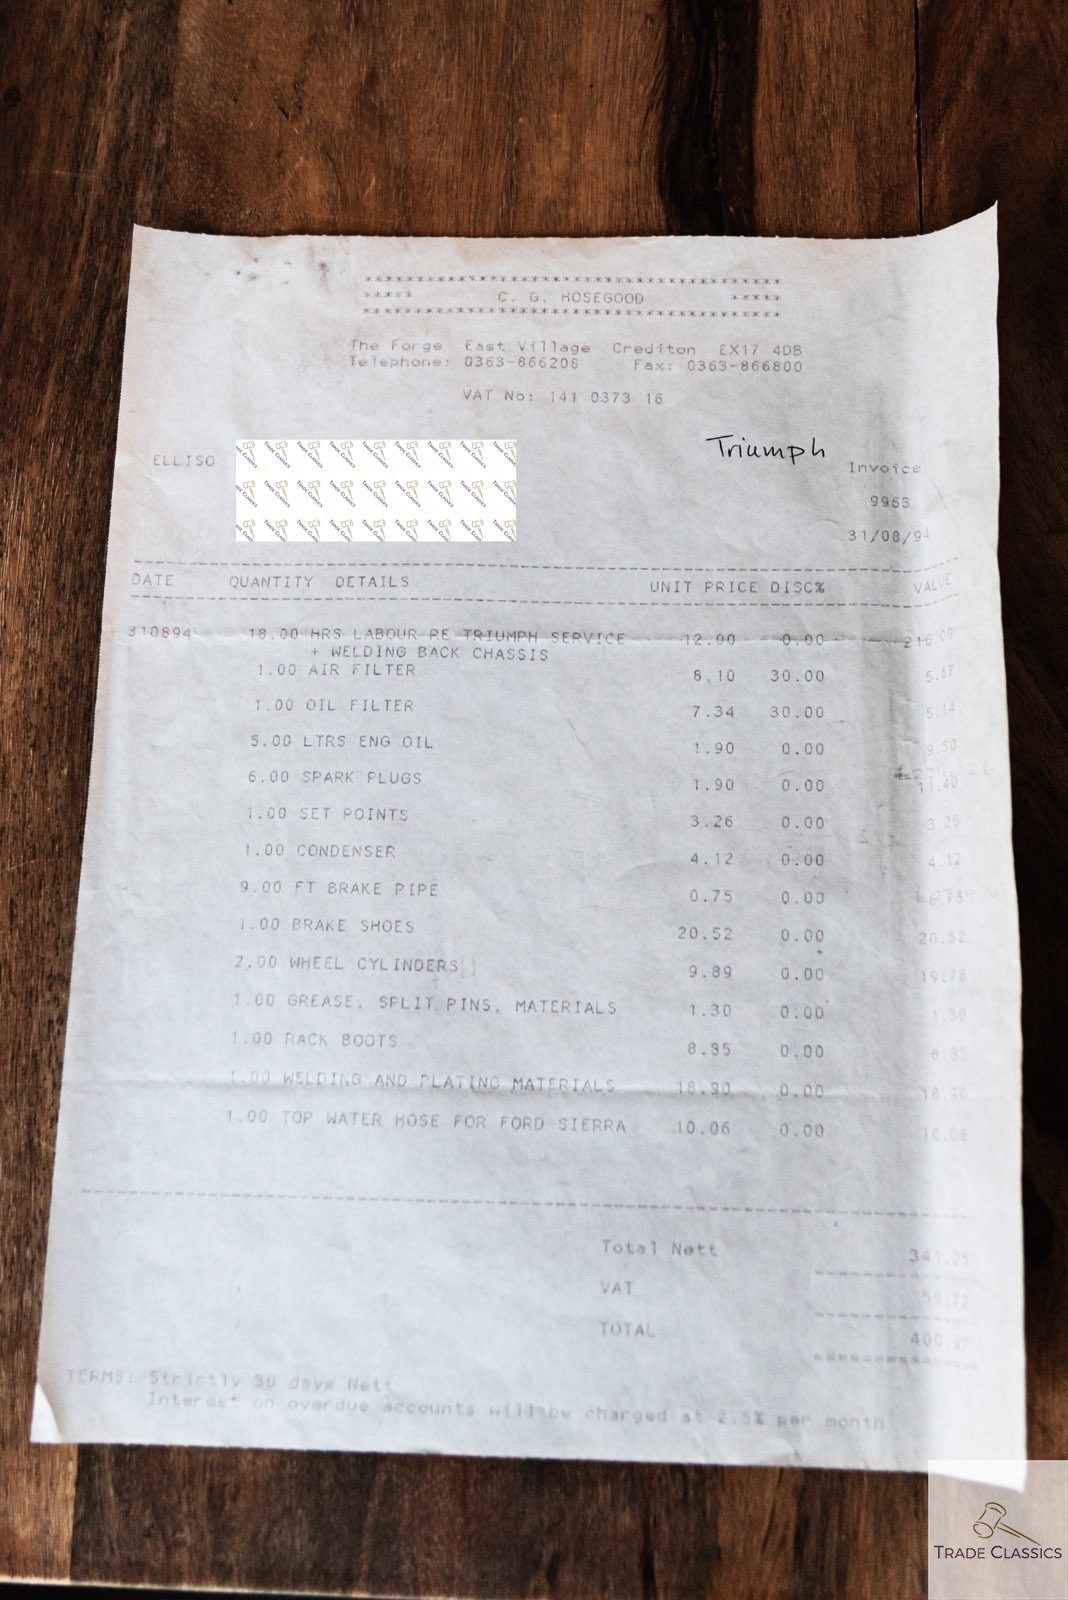 *****************************************************
***** C. G. HOSEGOOD *****
*****************************************************
The Forge East Village Crediton EX17 4DB
Telephone: 0363-866208 Fax: 0363-866800
VAT No: 141 0373 16
Triumph
ELLISO
Invoice
9963
31/08/94
DATE QUANTITY DETAILS UNIT PRICE DISC% VALUE
310894 18.00 HRS LABOUR RE TRIUMPH SERVICE 12.00 0.00 216.00
+ WELDING BACK CHASSIS
1.00 AIR FILTER 8.10 30.00 5.67
1.00 OIL FILTER 7.34 30.00 5.14
5.00 LTRS ENG OIL 1.90 0.00 9.50
6.00 SPARK PLUGS 1.90 0.00 11.40
1.00 SET POINTS 3.26 0.00 3.26
1.00 CONDENSER 4.12 0.00 4.12
9.00 FT BRAKE PIPE 0.75 0.00 6.75
1.00 BRAKE SHOES 20.52 0.00 20.52
2,00 WHEEL CYLINDERS 9.89 0.00 19.78
1.00 GREASE, SPLIT PINS, MATERIALS 1.30 0.00 1.30
1.00 RACK BOOTS 8.85 0.00 8.85
1.00 WELDING AND PLATING MATERIALS 18.90 0.00 18.90
1.00 TOP WATER HOSE FOR FORD SIERRA 10.06 0.00 10.06
Total Nett 341.25
VAT 59.72
TOTAL 400.97
TERMS: Strictly 30 days Nett
Interest on overdue accounts will be charged at 2.5% per month
TRADE CLASSICS